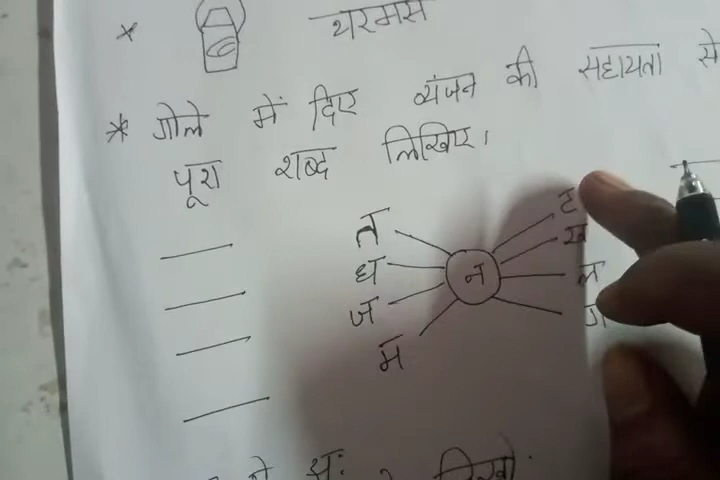 * थरमस
* गोले में दिए व्यंजन की सहायता से
पूरा शब्द लिखिए।
त
ध
ज
म
न
ट
ख
ल
ग